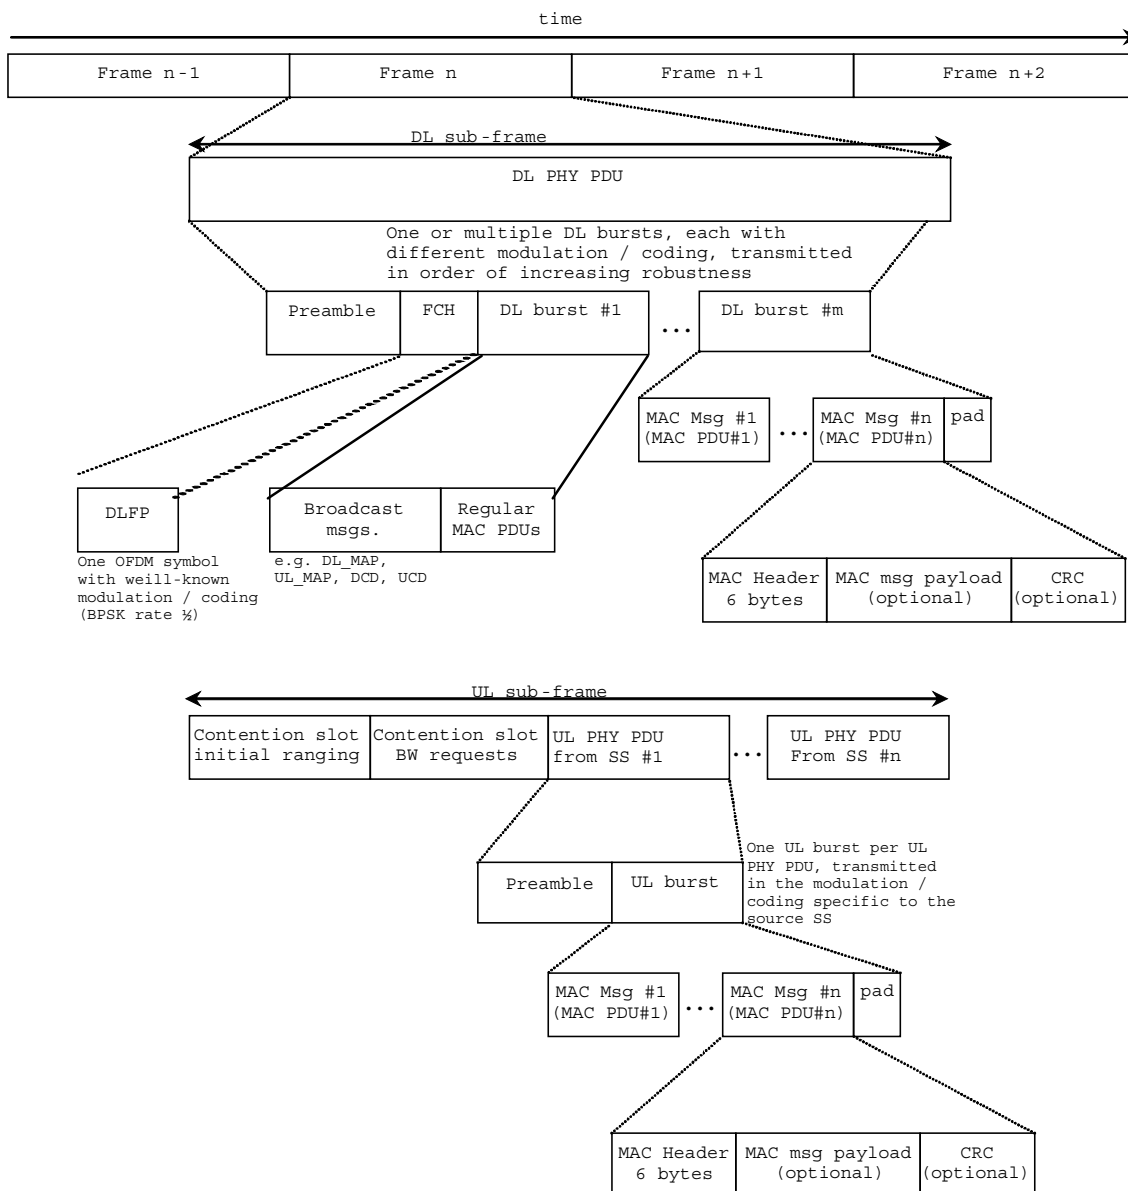 time
Frame n-1 Frame n Frame n+1 Frame n+2
DL sub-frame
DL PHY PDU
One or multiple DL bursts, each with
different modulation / coding, transmitted
in order of increasing robustness
Preamble FCH DL burst #1 ... DL burst #m
MAC Msg #1
(MAC PDU#1)
...
MAC Msg #n
(MAC PDU#n)
pad
DLFP
Broadcast
msgs.
Regular
MAC PDUs
One OFDM symbol
with weill-known
modulation / coding
(BPSK rate ½)
e.g. DL_MAP,
UL_MAP, DCD, UCD
MAC Header
6 bytes
MAC msg payload
(optional)
CRC
(optional)
UL sub-frame
Contention slot
initial ranging
Contention slot
BW requests
UL PHY PDU
from SS #1
...
UL PHY PDU
From SS #n
Preamble UL burst
One UL burst per UL
PHY PDU, transmitted
in the modulation /
coding specific to the
source SS
MAC Msg #1
(MAC PDU#1)
...
MAC Msg #n
(MAC PDU#n)
pad
MAC Header
6 bytes
MAC msg payload
(optional)
CRC
(optional)